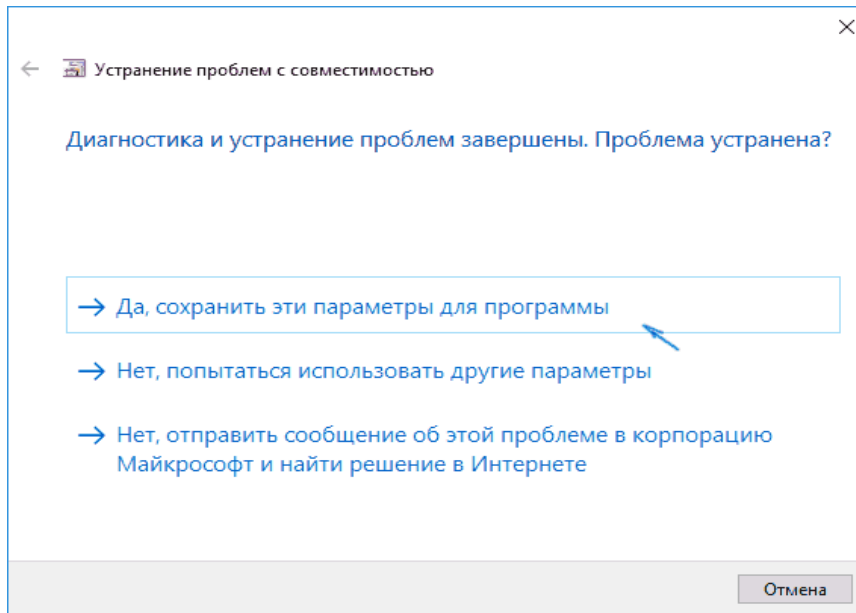 Устранение проблем с совместимостью
Диагностика и устранение проблем завершены. Проблема устранена?
Да, сохранить эти параметры для программы
Нет, попытаться использовать другие параметры
Нет, отправить сообщение об этой проблеме в корпорацию
Майкрософт и найти решение в Интернете
Отмена